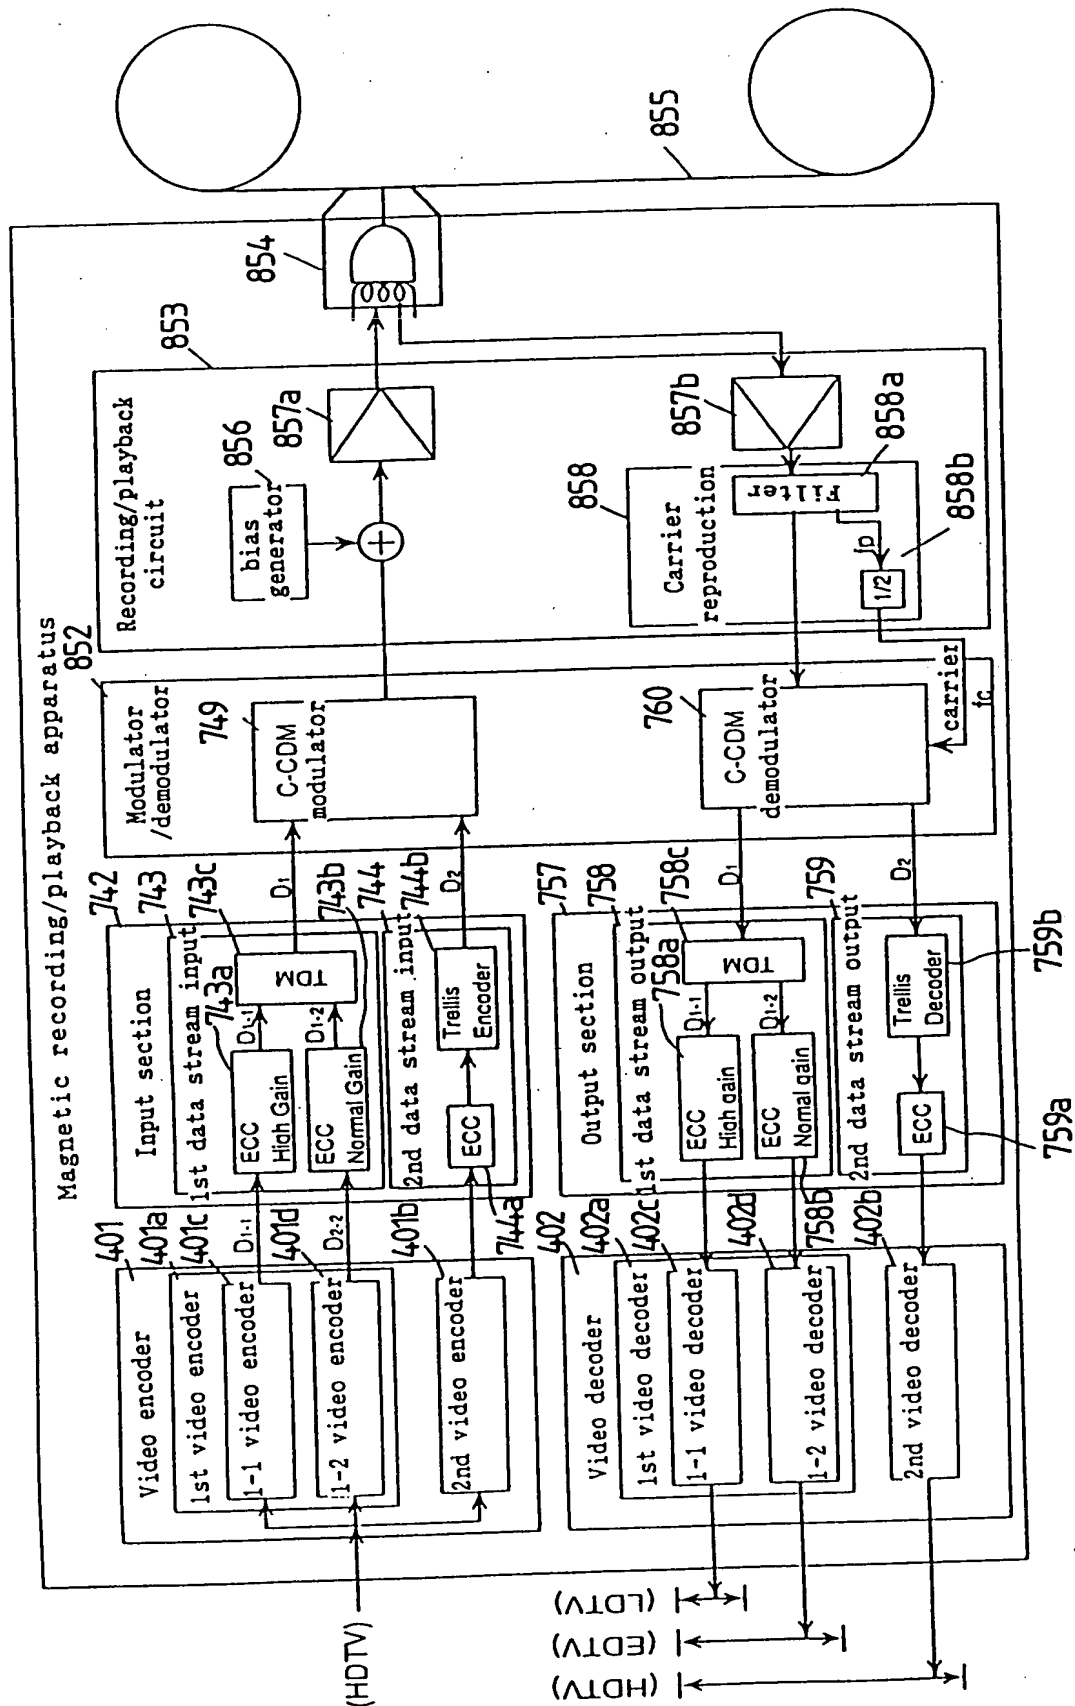 Magnetic recording/playback apparatus
(HDTV)
401
Video encoder
401a
1st video encoder
401c
1-1 video encoder
401d
1-2 video encoder
401b
2nd video encoder
D1-1
D2-2
742
Input section
743
1st data stream input
743a
ECC
High Gain
743b
ECC
Normal Gain
D1-1
D1-2
743c
TDM
744
2nd data stream input
744a
ECC
744b
Trellis
Encoder
D1
D2
852
Modulator
/demodulator
749
C-CDM
modulator
760
C-CDM
demodulator
853
Recording/playback
circuit
856
bias
generator
857a
854
855
857b
858
Carrier
reproduction
858a
Filter
858b
fp
1/2
carrier
fc
D1
D2
757
Output section
758
1st data stream output
758a
ECC
High gain
758b
ECC
Normal gain
D1-1
D1-2
758c
TDM
759
2nd data stream output
759a
ECC
759b
Trellis
Decoder
402
Video decoder
402a
1st video decoder
402c
1-1 video decoder
402d
1-2 video decoder
402b
2nd video decoder
(LDTV)
(EDTV)
(HDTV)